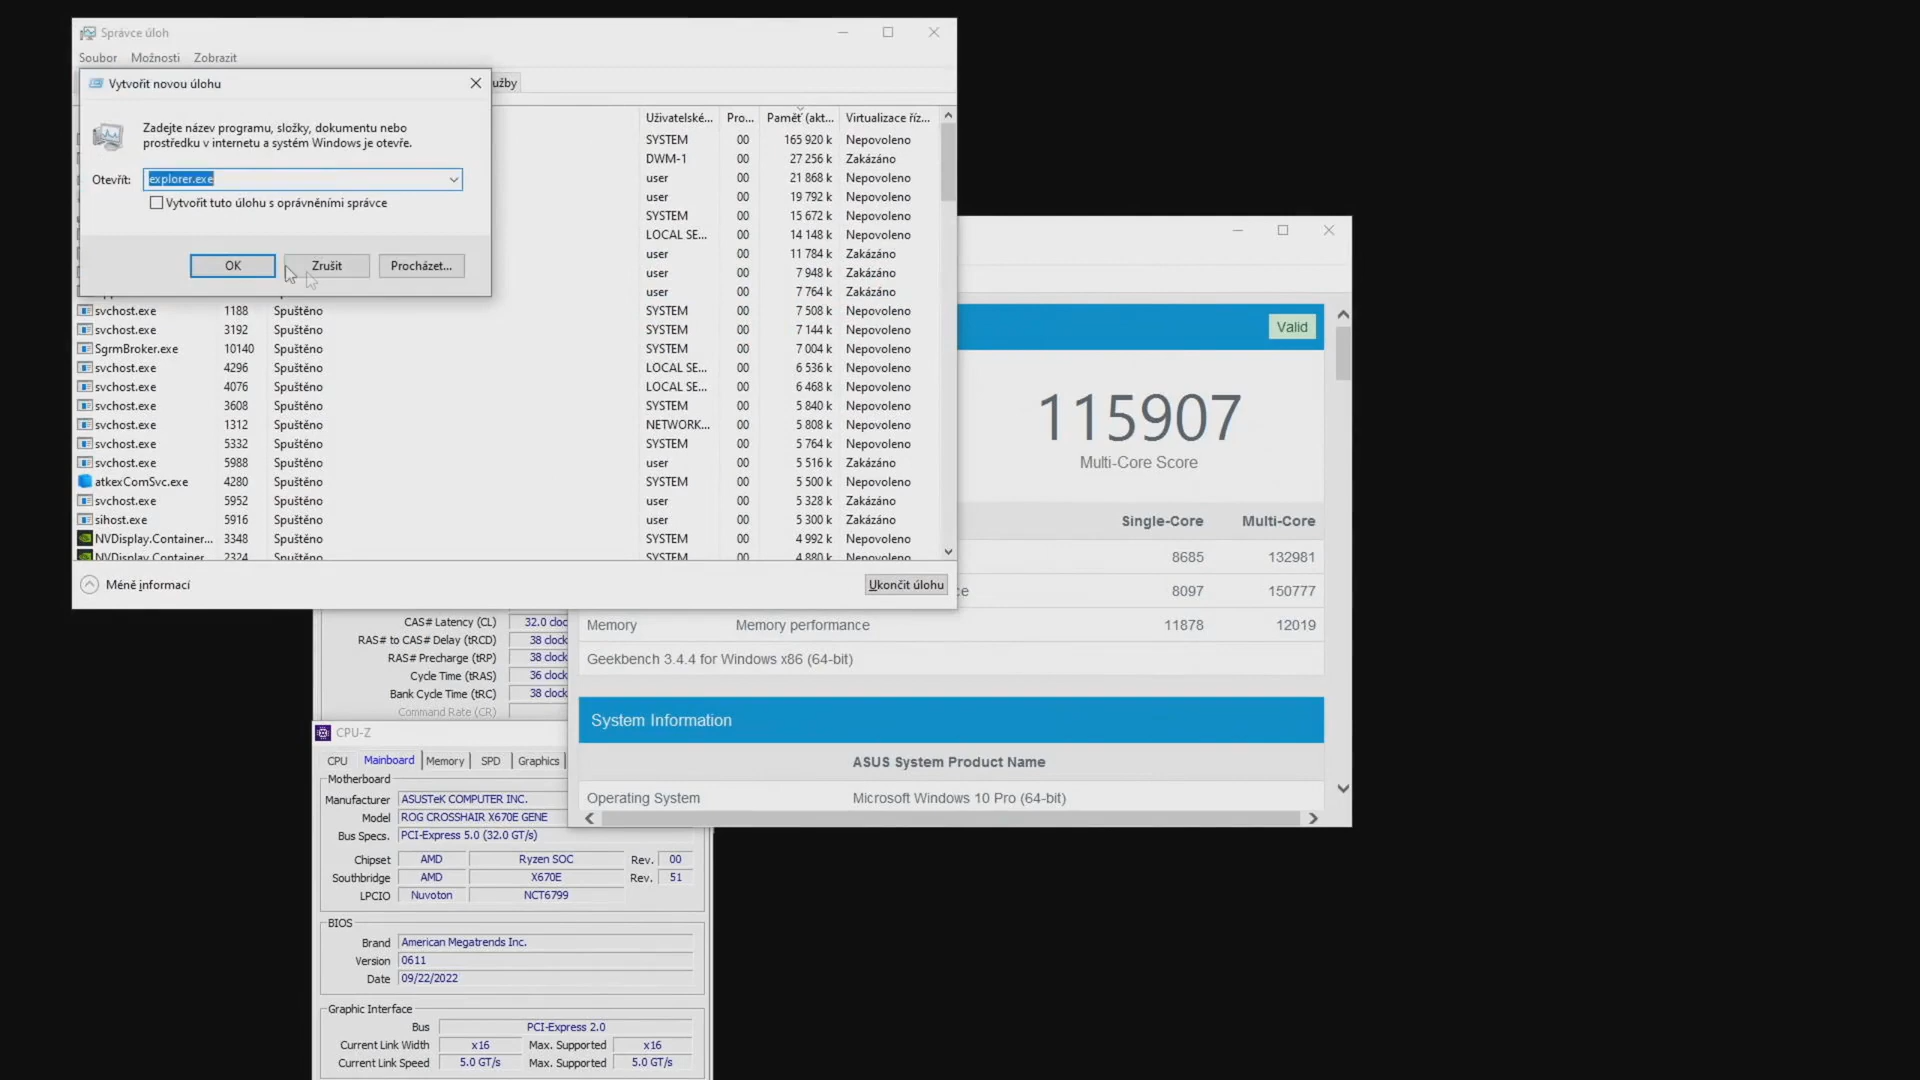 Správce úloh
Soubor Možnosti Zobrazit
Vytvořit novou úlohu
užby
Zadejte název programu, složky, dokumentu nebo
prostředku v internetu a systém Windows je otevře.
Otevřít: explorer.exe
Vytvořit tuto úlohu s oprávněními správce
OK Zrušit Procházet...
Uživatelské... Pro... Paměť (akt... Virtualizace říz...
SYSTEM 00 165 920 k Nepovoleno
DWM-1 00 27 256 k Zakázáno
user 00 21 868 k Nepovoleno
user 00 19 792 k Nepovoleno
SYSTEM 00 15 672 k Nepovoleno
LOCAL SE... 00 14 148 k Nepovoleno
user 00 11 784 k Nepovoleno
user 00 7 948 k Nepovoleno
user 00 7 764 k Zakázáno
svchost.exe 1188 Spuštěno SYSTEM 00 7 508 k Nepovoleno
svchost.exe 3192 Spuštěno SYSTEM 00 7 144 k Nepovoleno
SgrmBroker.exe 10140 Spuštěno SYSTEM 00 7 004 k Nepovoleno
svchost.exe 4296 Spuštěno LOCAL SE... 00 6 536 k Nepovoleno
svchost.exe 4076 Spuštěno LOCAL SE... 00 6 468 k Nepovoleno
svchost.exe 3608 Spuštěno SYSTEM 00 5 840 k Nepovoleno
svchost.exe 1312 Spuštěno NETWORK... 00 5 808 k Nepovoleno
svchost.exe 5332 Spuštěno SYSTEM 00 5 764 k Nepovoleno
svchost.exe 5988 Spuštěno user 00 5 516 k Zakázáno
atkexComSvc.exe 4280 Spuštěno SYSTEM 00 5 500 k Nepovoleno
svchost.exe 5952 Spuštěno user 00 5 328 k Zakázáno
sihost.exe 5916 Spuštěno user 00 5 300 k Zakázáno
NVDisplay.Container... 3348 Spuštěno SYSTEM 00 4 992 k Nepovoleno
NVDisplay.Container 2324 Spuštěno SYSTEM 00 4 880 k Nepovoleno
Méně informací
Ukončit úlohu
Valid
115907
Multi-Core Score
Single-Core Multi-Core
8685 132981
ce 8097 150777
Memory Memory performance 11878 12019
Geekbench 3.4.4 for Windows x86 (64-bit)
System Information
ASUS System Product Name
Operating System Microsoft Windows 10 Pro (64-bit)
CAS# Latency (CL) 32.0 cloc
RAS# to CAS# Delay (tRCD) 38 clock
RAS# Precharge (tRP) 38 clock
Cycle Time (tRAS) 36 clock
Bank Cycle Time (tRC) 38 clock
Command Rate (CR)
CPU-Z
CPU Mainboard Memory SPD Graphics
Motherboard
Manufacturer ASUSTeK COMPUTER INC.
Model ROG CROSSHAIR X670E GENE
Bus Specs. PCI-Express 5.0 (32.0 GT/s)
Chipset AMD Ryzen SOC Rev. 00
Southbridge AMD X670E Rev. 51
LPCIO Nuvoton NCT6799
BIOS
Brand American Megatrends Inc.
Version 0611
Date 09/22/2022
Graphic Interface
Bus PCI-Express 2.0
Current Link Width x16 Max. Supported x16
Current Link Speed 5.0 GT/s Max. Supported 5.0 GT/s